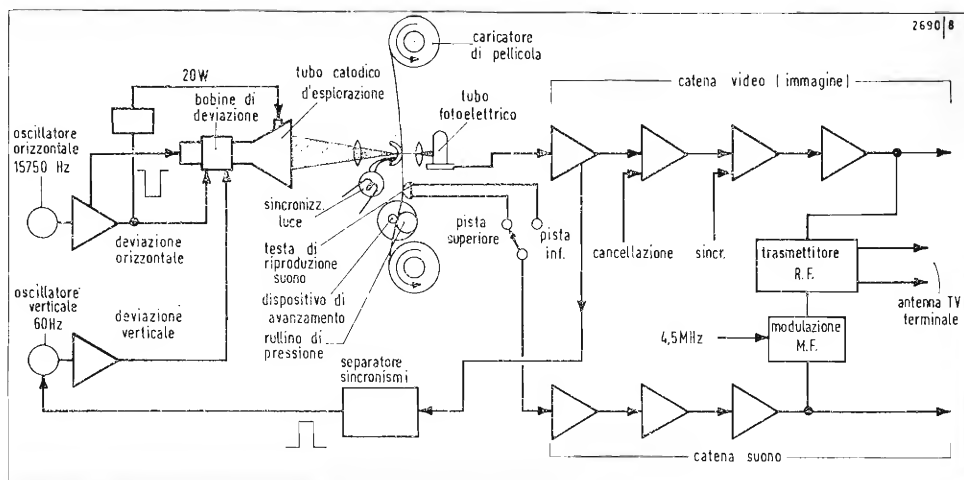 2690/8
caricatore
di pellicola
catena video (immagine)
20W
tubo catodico
d'esplorazione
bobine di
deviazione
tubo
fotoelettrico
oscillatore
orizzontale
15750 Hz
sincronizz.
luce
deviazione
orizzontale
testa di
riproduzione
suono
pista
superiore
pista
inf.
cancellazione
sincr.
trasmettitore
R.F.
antenna TV
terminale
dispositivo di
avanzamento
rullino di
pressione
oscillatore
verticale
60Hz
deviazione
verticale
separatore
sincronismi
4,5MHz
modulazione
M.F.
catena suono